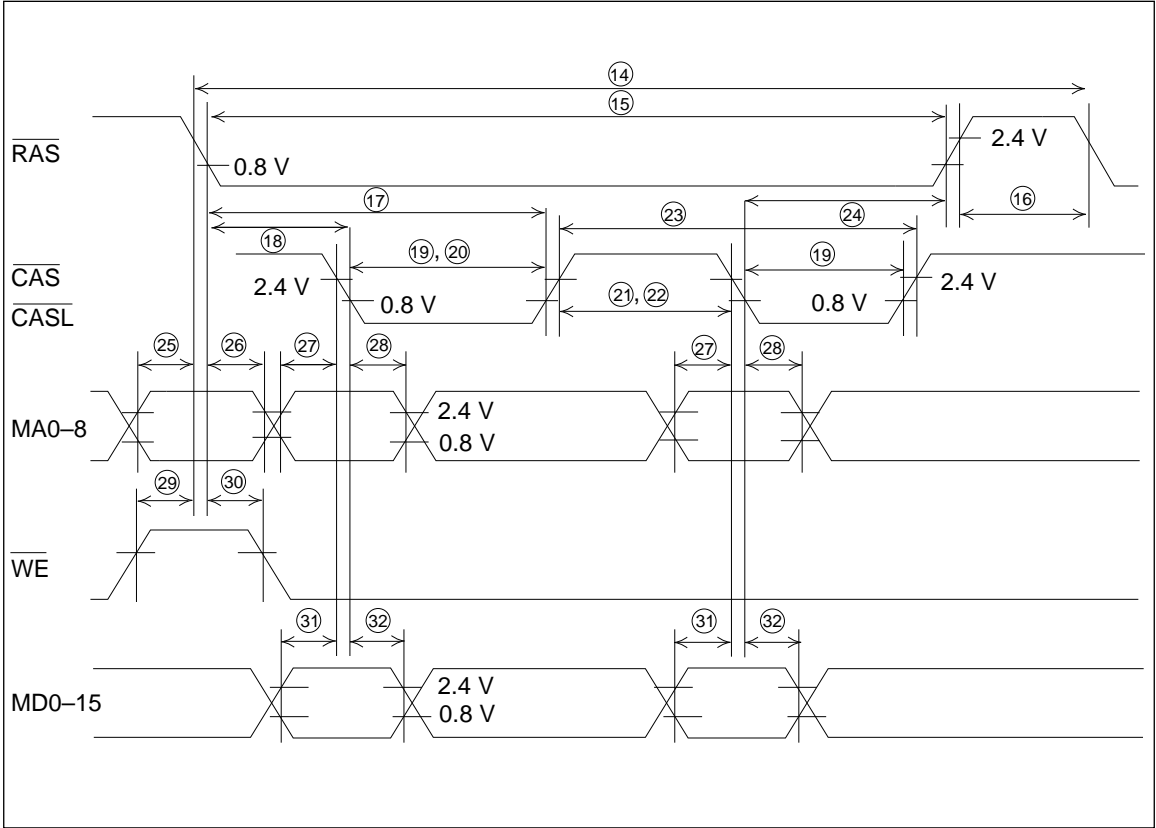 ⑭
⑮
RAS
2.4 V
0.8 V
⑯
⑰
⑱
㉓
㉔
CAS
CASL
⑲, ⑳
⑲
2.4 V
0.8 V
0.8 V
2.4 V
㉑, ㉒
㉕
㉖
㉗
㉘
㉗
㉘
MA0–8
2.4 V
0.8 V
㉙
㉚
WE
㉛
㉜
㉛
㉜
MD0–15
2.4 V
0.8 V